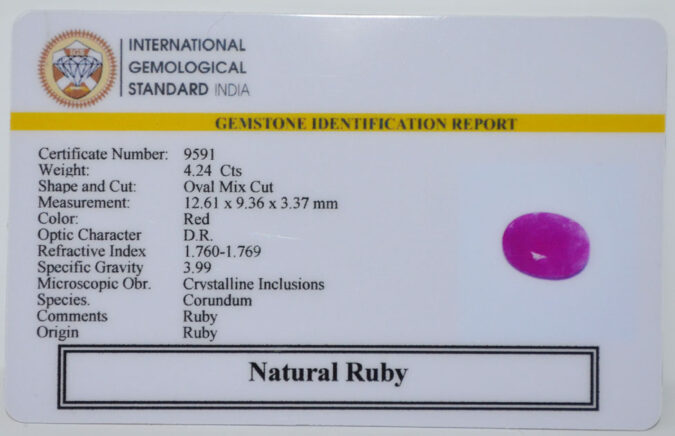 INTERNATIONAL
GEMOLOGICAL
STANDARD INDIA
GEMSTONE IDENTIFICATION REPORT
Certificate Number: 9591
Weight: 4.24 Cts
Shape and Cut: Oval Mix Cut
Measurement: 12.61 x 9.36 x 3.37 mm
Color: Red
Optic Character D.R.
Refractive Index 1.760-1.769
Specific Gravity 3.99
Microscopic Obr. Crystalline Inclusions
Species. Corundum
Comments Ruby
Origin Ruby
Natural Ruby